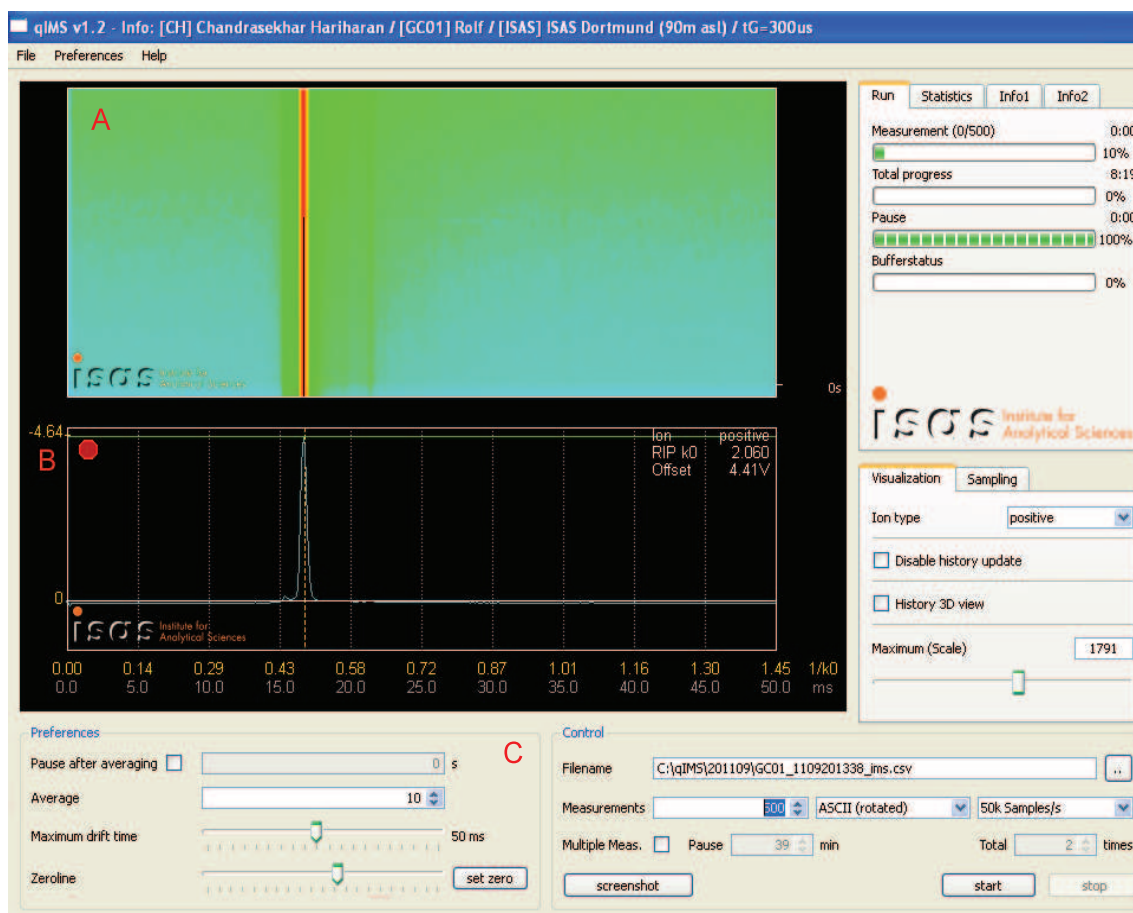 qIMS v1.2 - Info: [CH] Chandrasekhar Hariharan / [GC01] Rolf / [ISAS] ISAS Dortmund (90m asl) / tG=300us
File Preferences Help
A
isas Institute for
Analytical Sciences
0s
-4.64
B
Ion positive
RIP k0 2.060
Offset 4.41V
0
isas Institute for
Analytical Sciences
0.00 0.14 0.29 0.43 0.58 0.72 0.87 1.01 1.16 1.30 1.45 1/k0
0.0 5.0 10.0 15.0 20.0 25.0 30.0 35.0 40.0 45.0 50.0 ms
Run Statistics Info1 Info2
Measurement (0/500) 0:00
10%
Total progress 8:19
0%
Pause 0:00
100%
Bufferstatus
0%
isas Institute for
Analytical Sciences
Visualization Sampling
Ion type positive
Disable history update
History 3D view
Maximum (Scale) 1791
Preferences
C
Pause after averaging 0 s
Average 10
Maximum drift time 50 ms
Zeroline set zero
Control
Filename C:\qIMS\201109\GC01_1109201338_ims.csv ..
Measurements 500 ASCII (rotated) 50k Samples/s
Multiple Meas. Pause 39 min Total 2 times
screenshot start stop